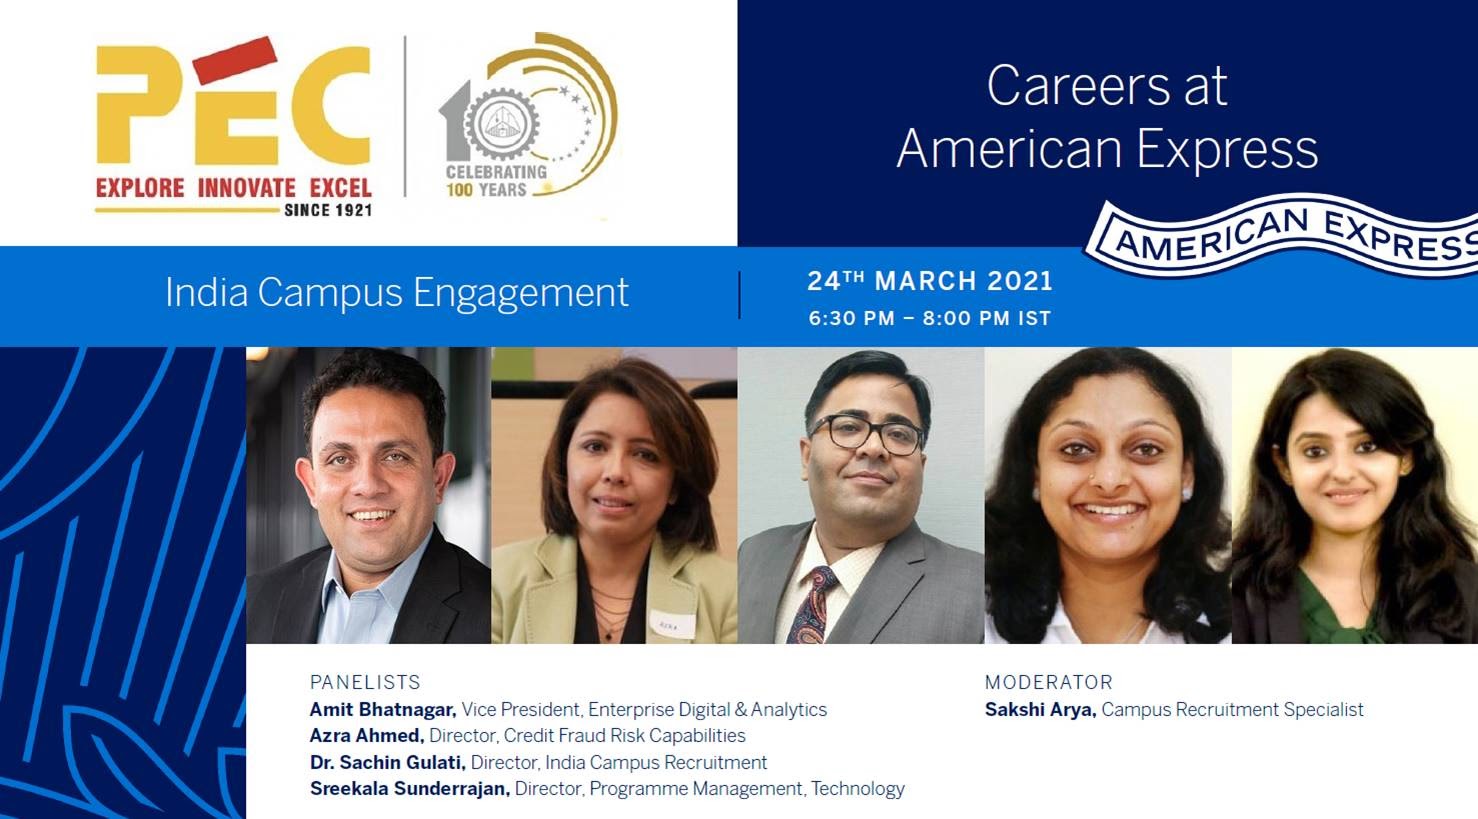 PEC
EXPLORE INNOVATE EXCEL
SINCE 1921
100
CELEBRATING
100 YEARS
Careers at
American Express
AMERICAN EXPRESS
India Campus Engagement
24TH MARCH 2021
6:30 PM – 8:00 PM IST
AZRA
PANELISTS
Amit Bhatnagar, Vice President, Enterprise Digital & Analytics
Azra Ahmed, Director, Credit Fraud Risk Capabilities
Dr. Sachin Gulati, Director, India Campus Recruitment
Sreekala Sunderrajan, Director, Programme Management, Technology
MODERATOR
Sakshi Arya, Campus Recruitment Specialist